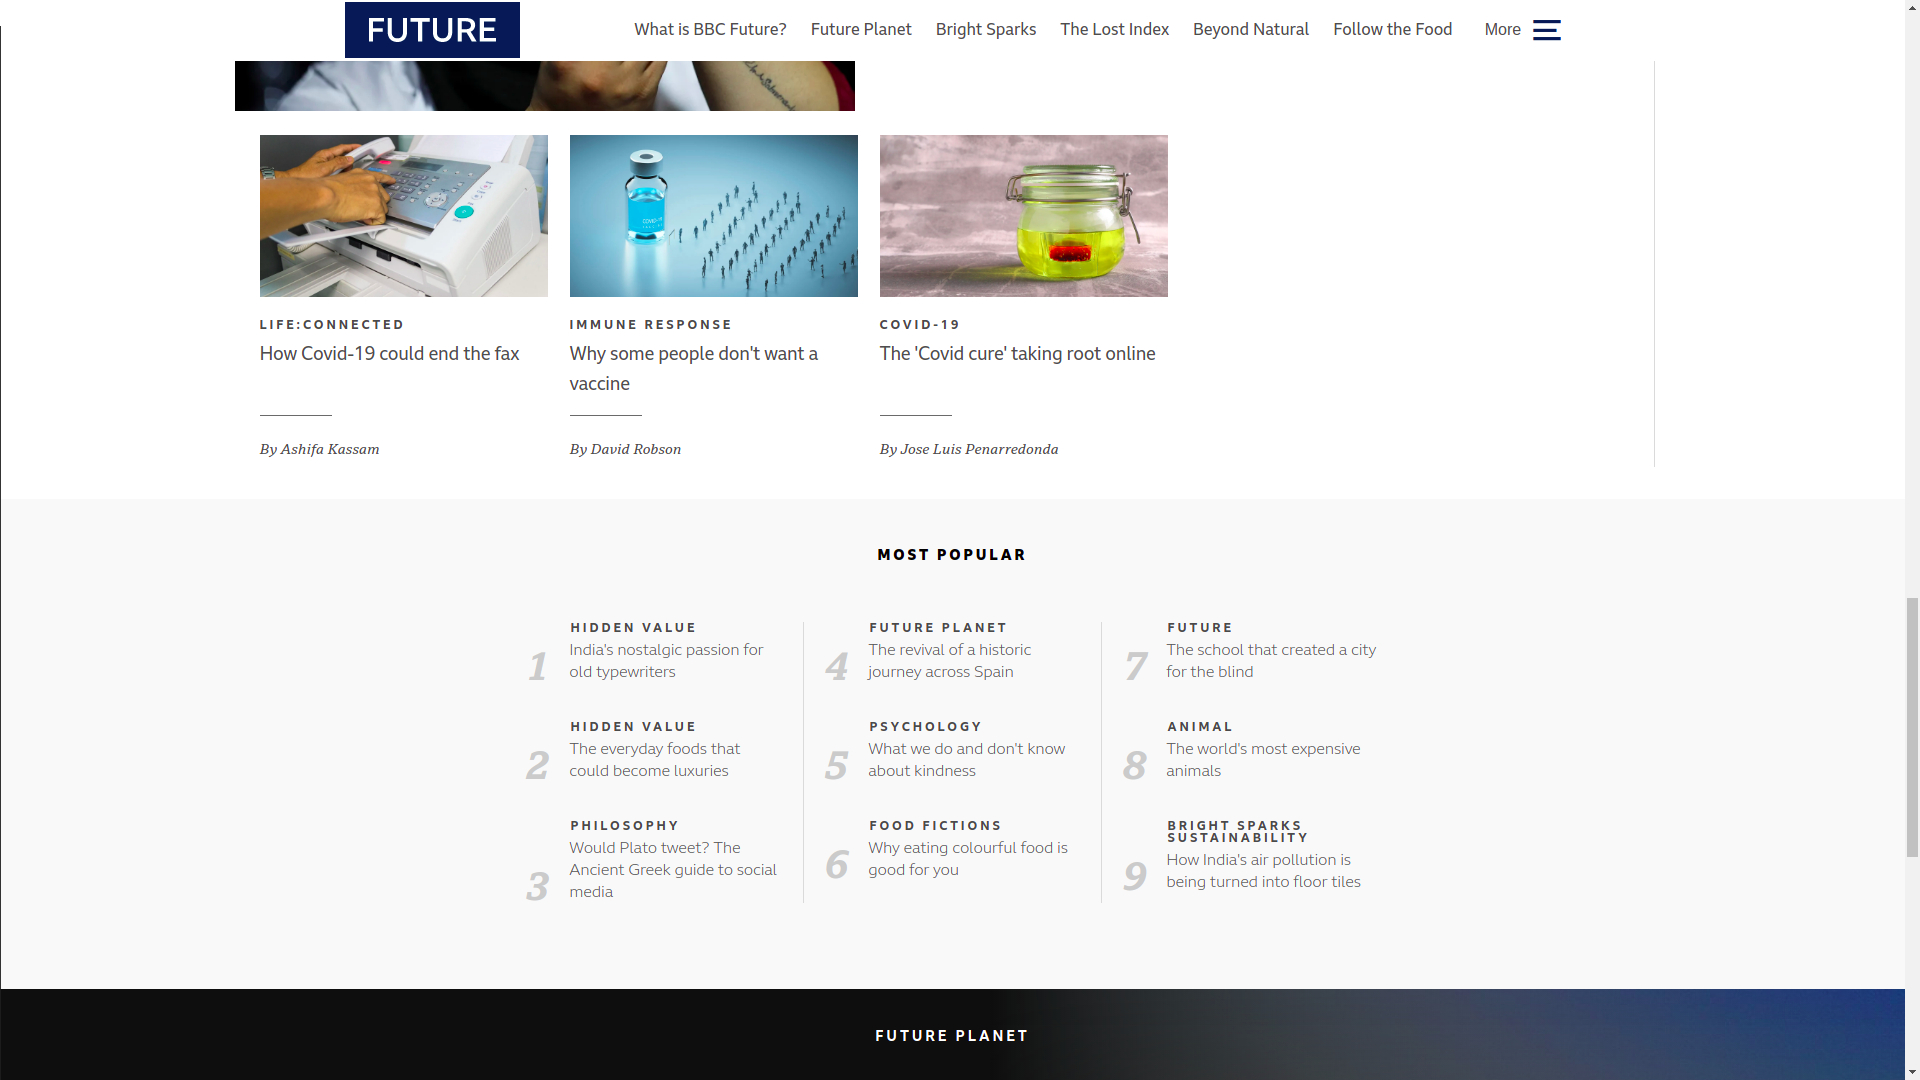 FUTURE
What is BBC Future?
Future Planet
Bright Sparks
The Lost Index
Beyond Natural
Follow the Food
More
LIFE:CONNECTED
How Covid-19 could end the fax
By Ashifa Kassam
IMMUNE RESPONSE
Why some people don't want a
vaccine
By David Robson
COVID-19
The 'Covid cure' taking root online
By Jose Luis Penarredonda
MOST POPULAR
1
HIDDEN VALUE
India's nostalgic passion for
old typewriters
2
HIDDEN VALUE
The everyday foods that
could become luxuries
3
PHILOSOPHY
Would Plato tweet? The
Ancient Greek guide to social
media
4
FUTURE PLANET
The revival of a historic
journey across Spain
5
PSYCHOLOGY
What we do and don't know
about kindness
6
FOOD FICTIONS
Why eating colourful food is
good for you
7
FUTURE
The school that created a city
for the blind
8
ANIMAL
The world's most expensive
animals
9
BRIGHT SPARKS
SUSTAINABILITY
How India's air pollution is
being turned into floor tiles
FUTURE PLANET